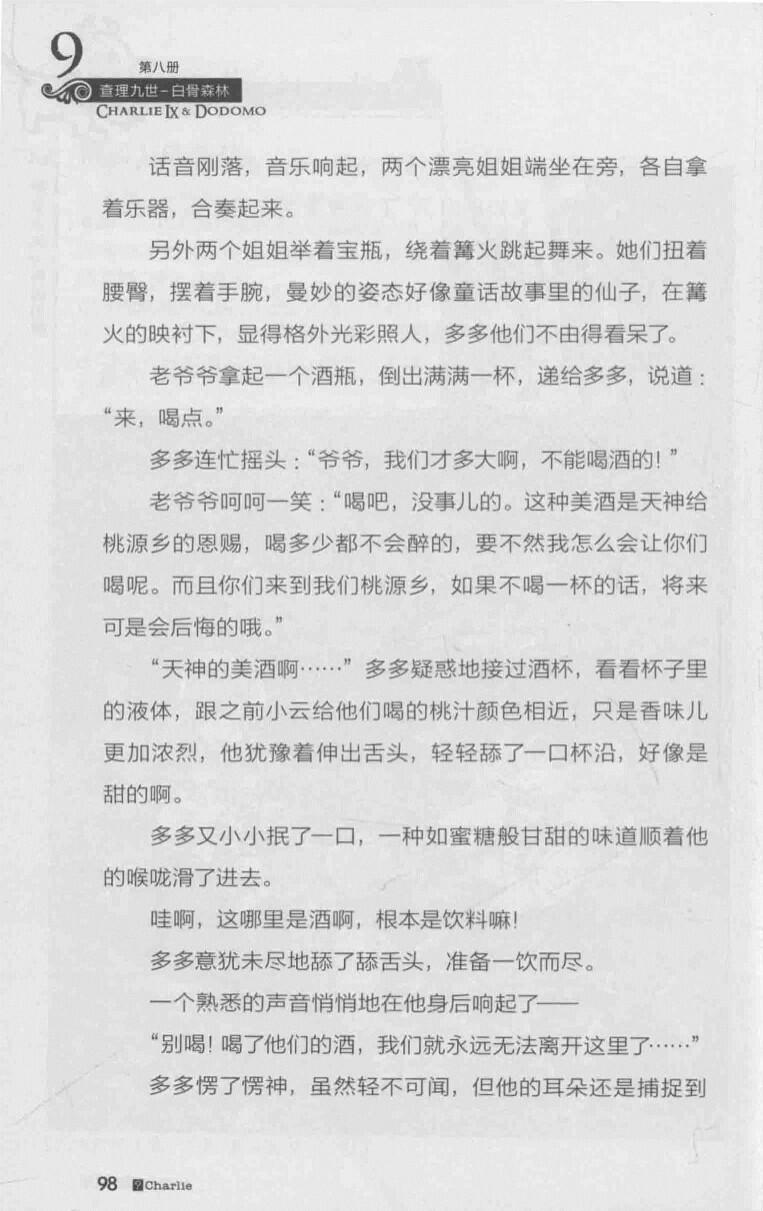 9
第八册
查理九世-白骨森林
CHARLIE IX & DODOMO
话音刚落，音乐响起，两个漂亮姐姐端坐在旁，各自拿
着乐器，合奏起来。
另外两个姐姐举着宝瓶，绕着篝火跳起舞来。她们扭着
腰臀，摆着手腕，曼妙的姿态好像童话故事里的仙子，在篝
火的映衬下，显得格外光彩照人，多多他们不由得看呆了。
老爷爷拿起一个酒瓶，倒出满满一杯，递给多多，说道：
“来，喝点。”
多多连忙摇头：“爷爷，我们才多大啊，不能喝酒的！”
老爷爷呵呵一笑：“喝吧，没事儿的。这种美酒是天神给
桃源乡的恩赐，喝多少都不会醉的，要不然我怎么会让你们
喝呢。而且你们来到我们桃源乡，如果不喝一杯的话，将来
可是会后悔的哦。”
“天神的美酒啊……”多多疑惑地接过酒杯，看看杯子里
的液体，跟之前小云给他们喝的桃汁颜色相近，只是香味儿
更加浓烈，他犹豫着伸出舌头，轻轻舔了一口杯沿，好像是
甜的啊。
多多又小小抿了一口，一种如蜜糖般甘甜的味道顺着他
的喉咙滑了进去。
哇啊，这哪里是酒啊，根本是饮料嘛！
多多意犹未尽地舔了舔舌头，准备一饮而尽。
一个熟悉的声音悄悄地在他身后响起了——
“别喝！喝了他们的酒，我们就永远无法离开这里了……”
多多愣了愣神，虽然轻不可闻，但他的耳朵还是捕捉到
98 9 Charlie